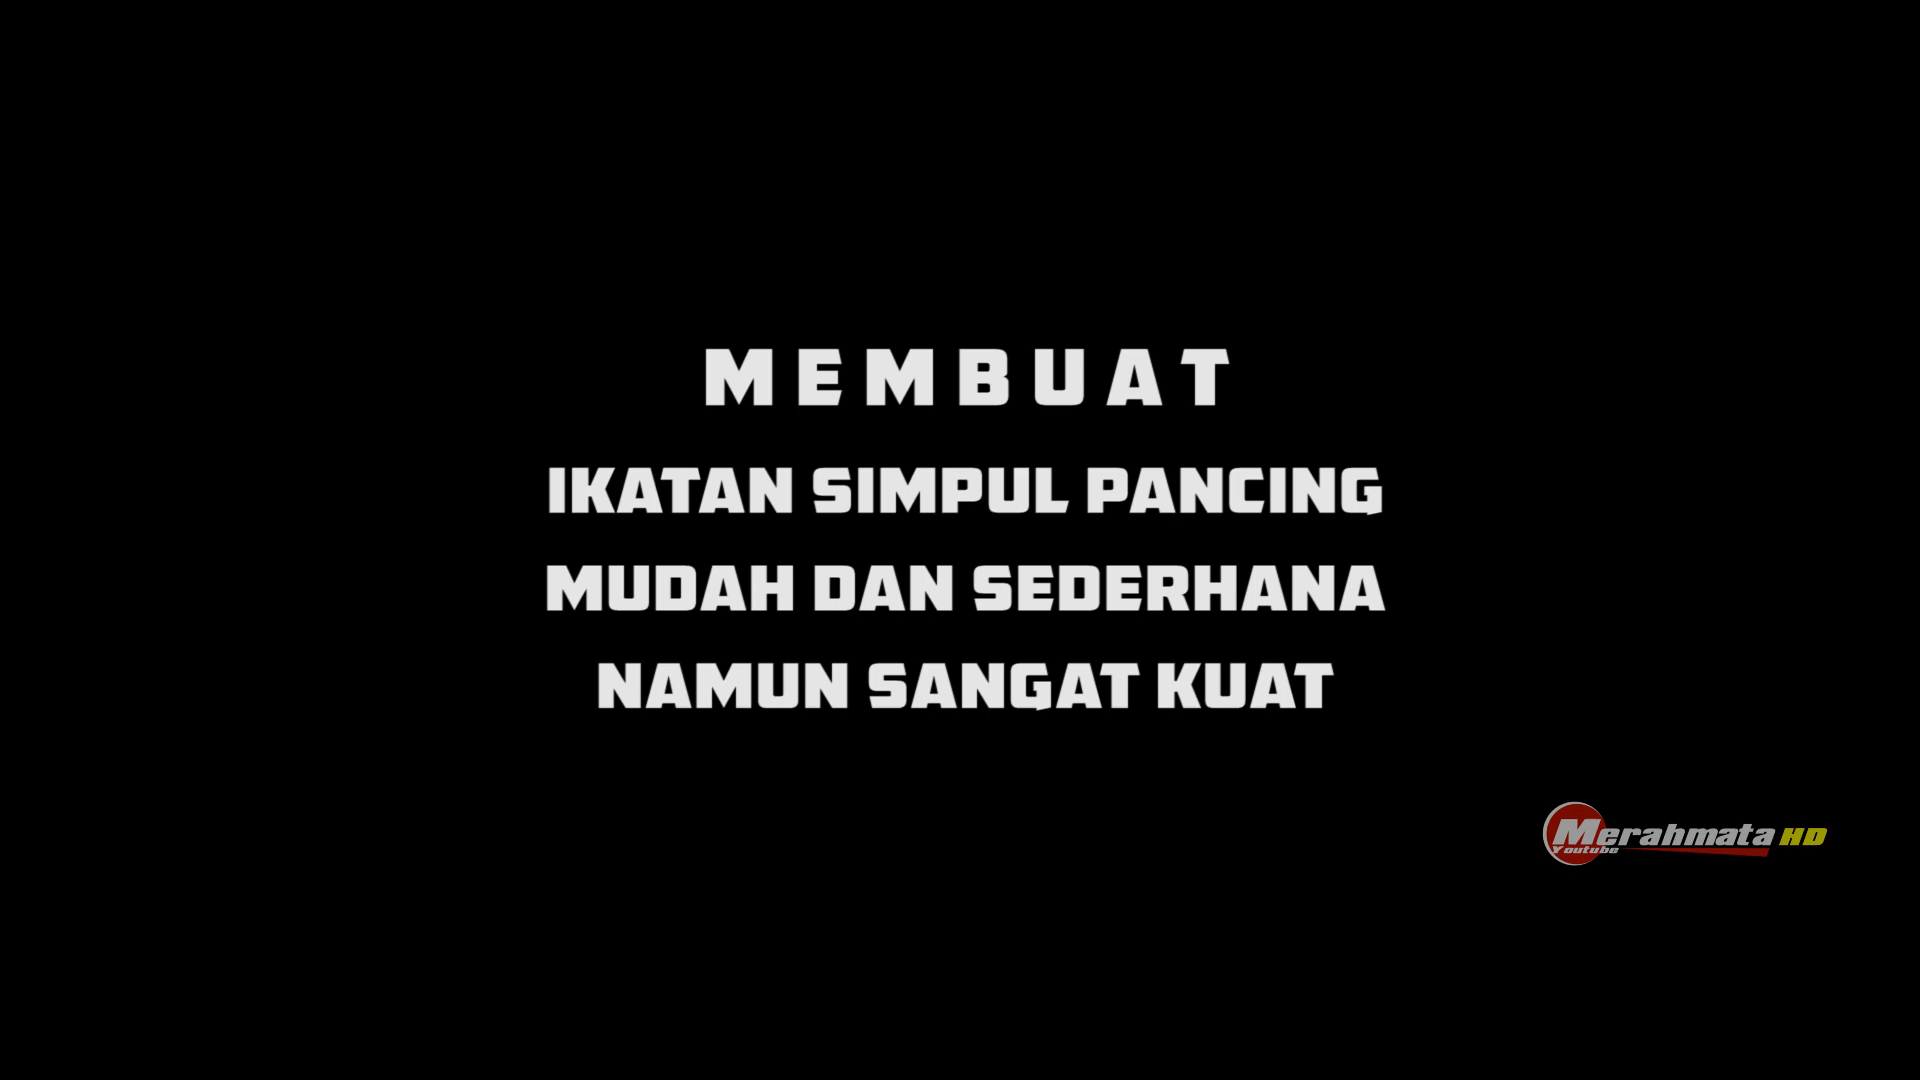 MEMBUAT
IKATAN SIMPUL PANCING
MUDAH DAN SEDERHANA
NAMUN SANGAT KUAT
Merahmata HD
Youtube